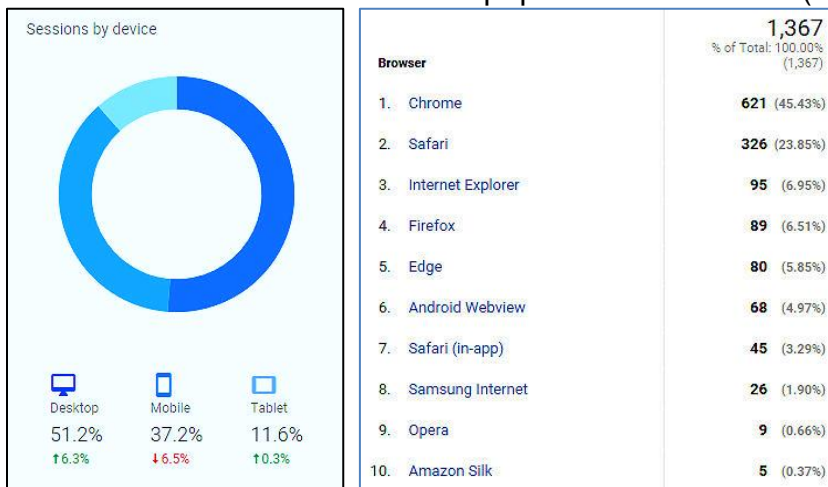 Sessions by device
Desktop Mobile Tablet
51.2% 37.2% 11.6%
↑6.3% ↓6.5% ↑0.3%
1,367
% of Total: 100.00%
(1,367)
Browser
1. Chrome 621 (45.43%)
2. Safari 326 (23.85%)
3. Internet Explorer 95 (6.95%)
4. Firefox 89 (6.51%)
5. Edge 80 (5.85%)
6. Android Webview 68 (4.97%)
7. Safari (in-app) 45 (3.29%)
8. Samsung Internet 26 (1.90%)
9. Opera 9 (0.66%)
10. Amazon Silk 5 (0.37%)